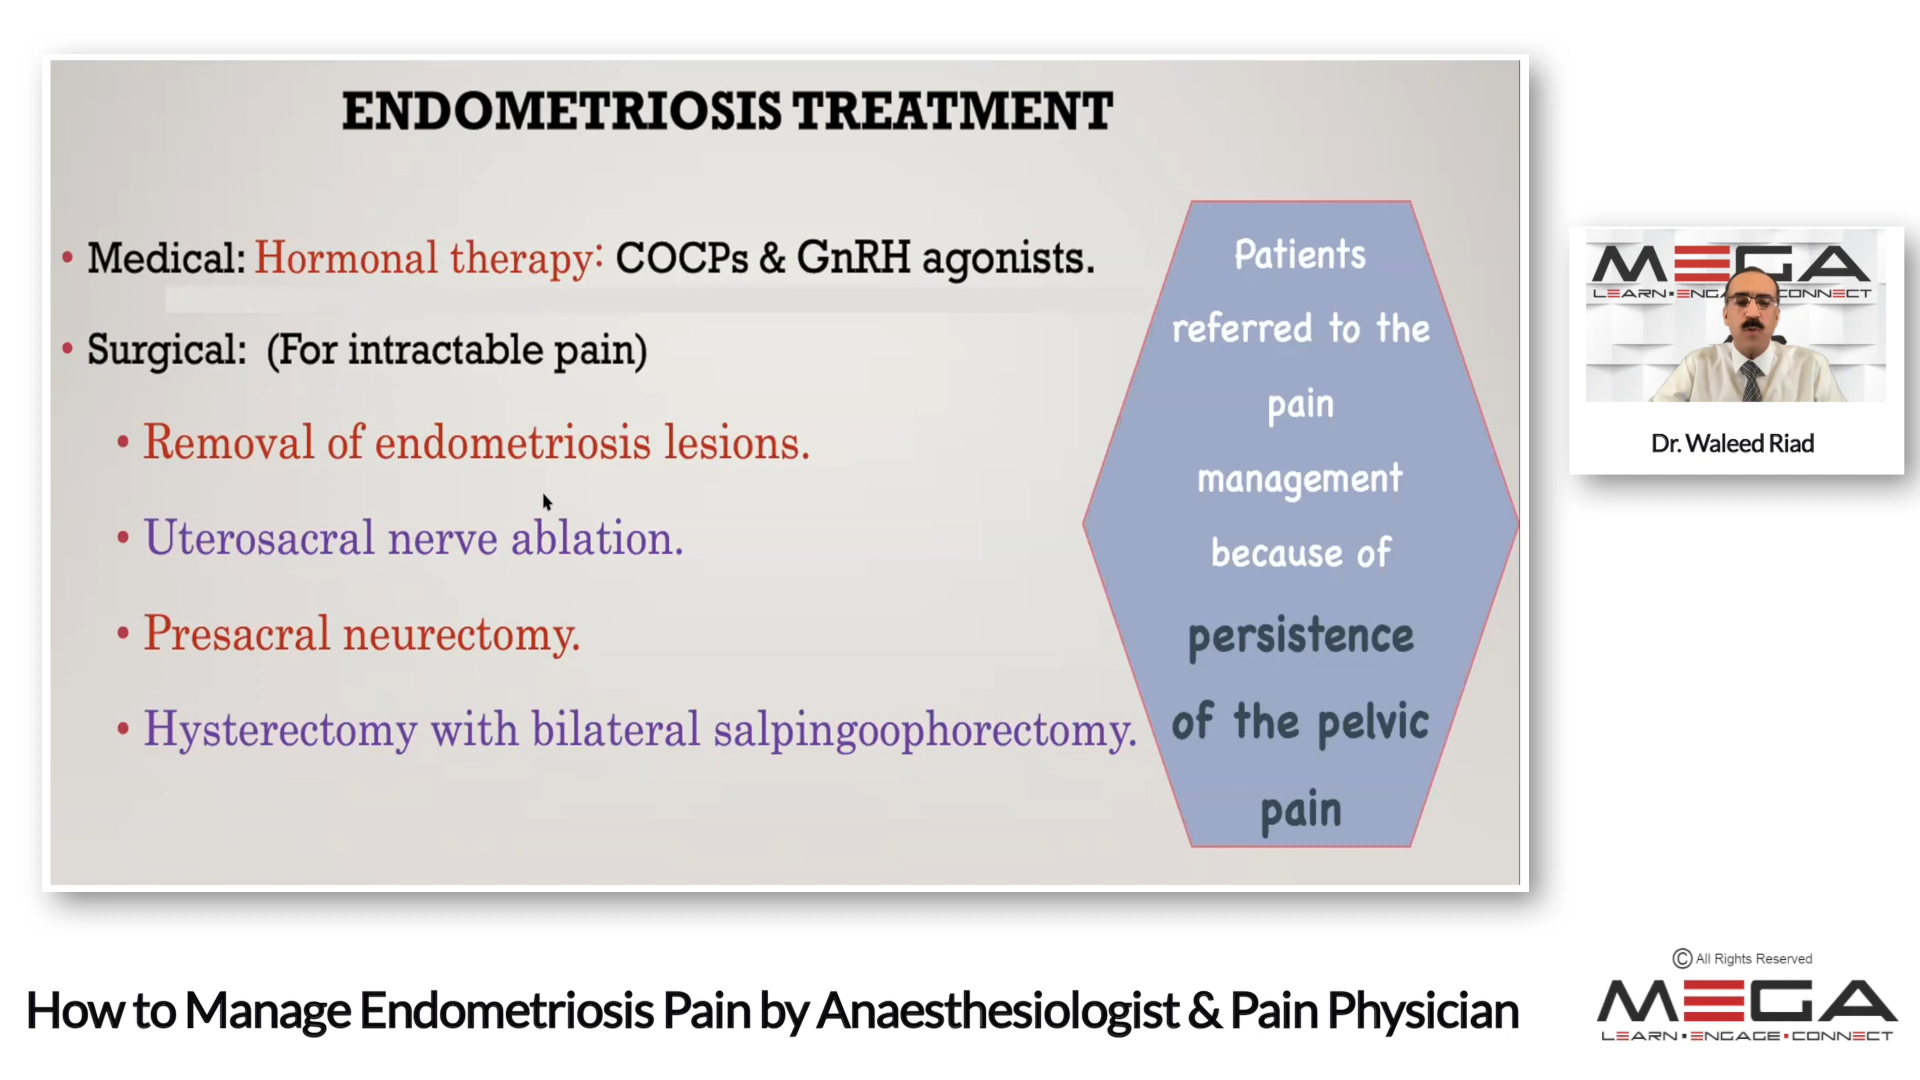 ENDOMETRIOSIS TREATMENT
• Medical: Hormonal therapy: COCPs & GnRH agonists.
• Surgical: (For intractable pain)
• Removal of endometriosis lesions.
• Uterosacral nerve ablation.
• Presacral neurectomy.
• Hysterectomy with bilateral salpingoophorectomy.
Patients
referred to the
pain
management
because of
persistence
of the pelvic
pain
MEGA
LEARN▪ENGA CONNECT
Dr. Waleed Riad
How to Manage Endometriosis Pain by Anaesthesiologist & Pain Physician
© All Rights Reserved
MEGA
LEARN▪ENGAGE▪CONNECT